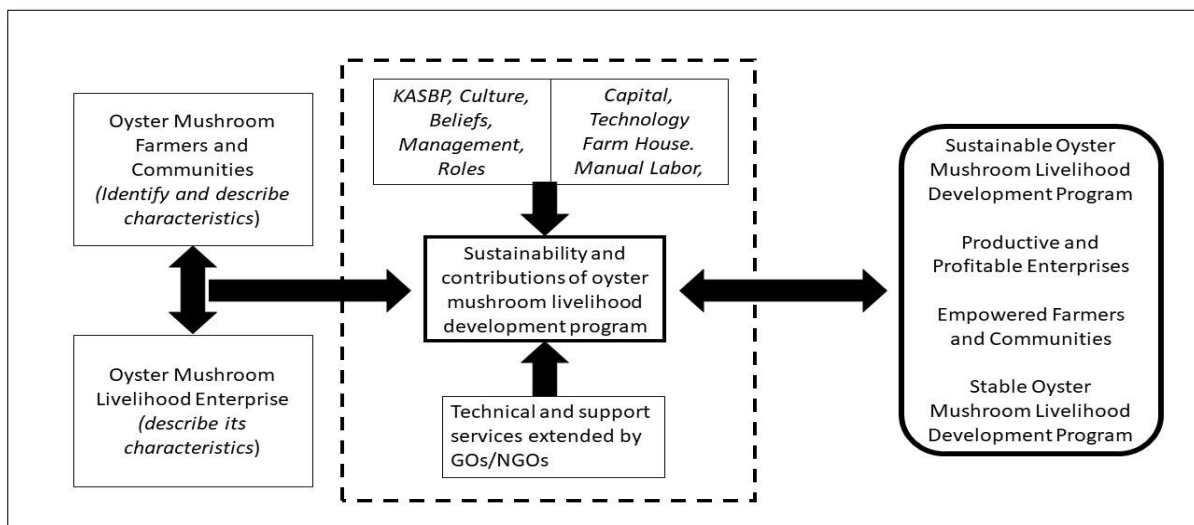 Oyster Mushroom
Farmers and
Communities
(Identify and describe
characteristics)
Oyster Mushroom
Livelihood Enterprise
(describe its
characteristics)
KASBP, Culture,
Beliefs,
Management,
Roles
Capital,
Technology
Farm House.
Manual Labor,
Sustainability and
contributions of oyster
mushroom livelihood
development program
Technical and support
services extended by
GOs/NGOs
Sustainable Oyster
Mushroom Livelihood
Development Program
Productive and
Profitable Enterprises
Empowered Farmers
and Communities
Stable Oyster
Mushroom Livelihood
Development Program